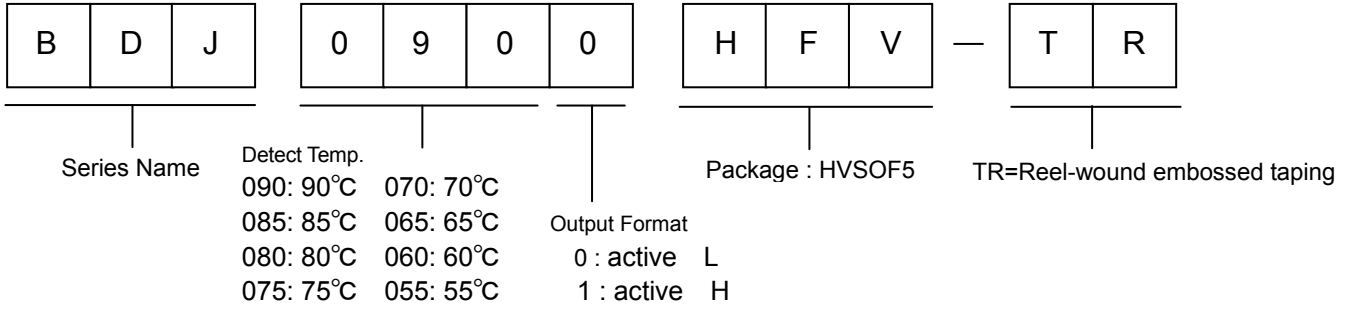 B D J 0 9 0 0 H F V — T R
Series Name
Detect Temp.
090: 90℃ 070: 70℃
085: 85℃ 065: 65℃
080: 80℃ 060: 60℃
075: 75℃ 055: 55℃
Output Format
0 : active L
1 : active H
Package : HVSOF5
TR=Reel-wound embossed taping